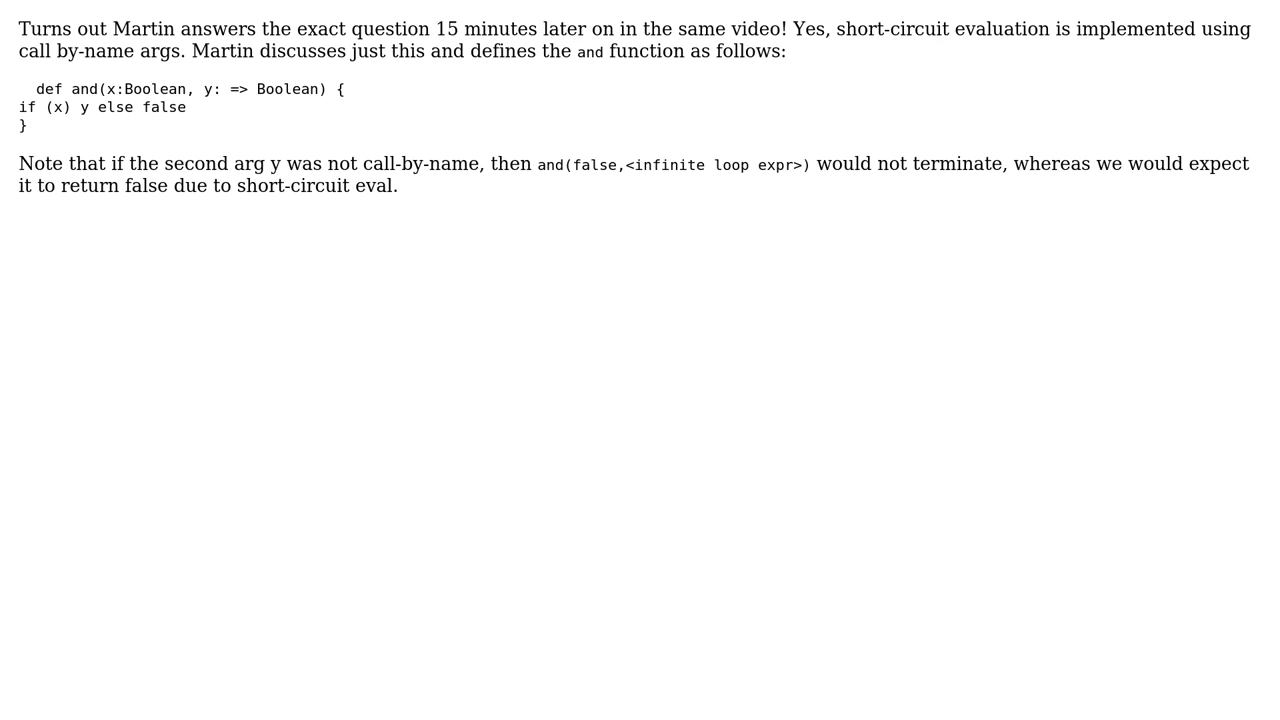 Turns out Martin answers the exact question 15 minutes later on in the same video! Yes, short-circuit evaluation is implemented using
call by-name args. Martin discusses just this and defines the and function as follows:
def and(x:Boolean, y: => Boolean) {
if (x) y else false
}
Note that if the second arg y was not call-by-name, then and(false,<infinite loop expr>) would not terminate, whereas we would expect
it to return false due to short-circuit eval.